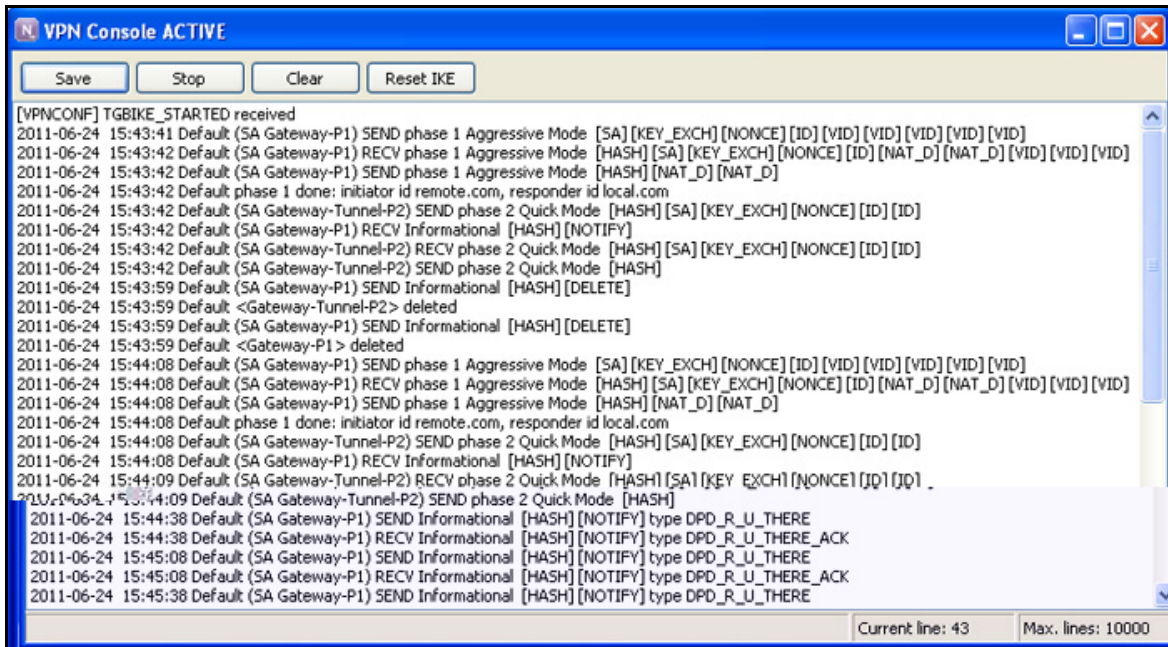 VPN Console ACTIVE
Save Stop Clear Reset IKE
[VPNCONF] TGBIKE_STARTED received
2011-06-24 15:43:41 Default (SA Gateway-P1) SEND phase 1 Aggressive Mode [SA] [KEY_EXCH] [NONCE] [ID] [VID] [VID] [VID] [VID] [VID]
2011-06-24 15:43:42 Default (SA Gateway-P1) RECV phase 1 Aggressive Mode [HASH] [SA] [KEY_EXCH] [NONCE] [ID] [NAT_D] [NAT_D] [VID] [VID] [VID]
2011-06-24 15:43:42 Default (SA Gateway-P1) SEND phase 1 Aggressive Mode [HASH] [NAT_D] [NAT_D]
2011-06-24 15:43:42 Default phase 1 done: initiator id remote.com, responder id local.com
2011-06-24 15:43:42 Default (SA Gateway-Tunnel-P2) SEND phase 2 Quick Mode [HASH] [SA] [KEY_EXCH] [NONCE] [ID] [ID]
2011-06-24 15:43:42 Default (SA Gateway-P1) RECV Informational [HASH] [NOTIFY]
2011-06-24 15:43:42 Default (SA Gateway-Tunnel-P2) RECV phase 2 Quick Mode [HASH] [SA] [KEY_EXCH] [NONCE] [ID] [ID]
2011-06-24 15:43:42 Default (SA Gateway-Tunnel-P2) SEND phase 2 Quick Mode [HASH]
2011-06-24 15:43:59 Default (SA Gateway-P1) SEND Informational [HASH] [DELETE]
2011-06-24 15:43:59 Default <Gateway-Tunnel-P2> deleted
2011-06-24 15:43:59 Default (SA Gateway-P1) SEND Informational [HASH] [DELETE]
2011-06-24 15:43:59 Default <Gateway-P1> deleted
2011-06-24 15:44:08 Default (SA Gateway-P1) SEND phase 1 Aggressive Mode [SA] [KEY_EXCH] [NONCE] [ID] [VID] [VID] [VID] [VID] [VID]
2011-06-24 15:44:08 Default (SA Gateway-P1) RECV phase 1 Aggressive Mode [HASH] [SA] [KEY_EXCH] [NONCE] [ID] [NAT_D] [NAT_D] [VID] [VID] [VID]
2011-06-24 15:44:08 Default (SA Gateway-P1) SEND phase 1 Aggressive Mode [HASH] [NAT_D] [NAT_D]
2011-06-24 15:44:08 Default phase 1 done: initiator id remote.com, responder id local.com
2011-06-24 15:44:08 Default (SA Gateway-Tunnel-P2) SEND phase 2 Quick Mode [HASH] [SA] [KEY_EXCH] [NONCE] [ID] [ID]
2011-06-24 15:44:08 Default (SA Gateway-P1) RECV Informational [HASH] [NOTIFY]
2011-06-24 15:44:09 Default (SA Gateway-Tunnel-P2) RECV phase 2 Quick Mode [HASH] [SA] [KEY_EXCH] [NONCE] [ID] [ID]
Default (SA Gateway-Tunnel-P2) SEND phase 2 Quick Mode [HASH]
2011-06-24 15:44:38 Default (SA Gateway-P1) SEND Informational [HASH] [NOTIFY] type DPD_R_U_THERE
2011-06-24 15:44:38 Default (SA Gateway-P1) RECV Informational [HASH] [NOTIFY] type DPD_R_U_THERE_ACK
2011-06-24 15:45:08 Default (SA Gateway-P1) SEND Informational [HASH] [NOTIFY] type DPD_R_U_THERE
2011-06-24 15:45:08 Default (SA Gateway-P1) RECV Informational [HASH] [NOTIFY] type DPD_R_U_THERE_ACK
2011-06-24 15:45:38 Default (SA Gateway-P1) SEND Informational [HASH] [NOTIFY] type DPD_R_U_THERE
Current line: 43 Max. lines: 10000